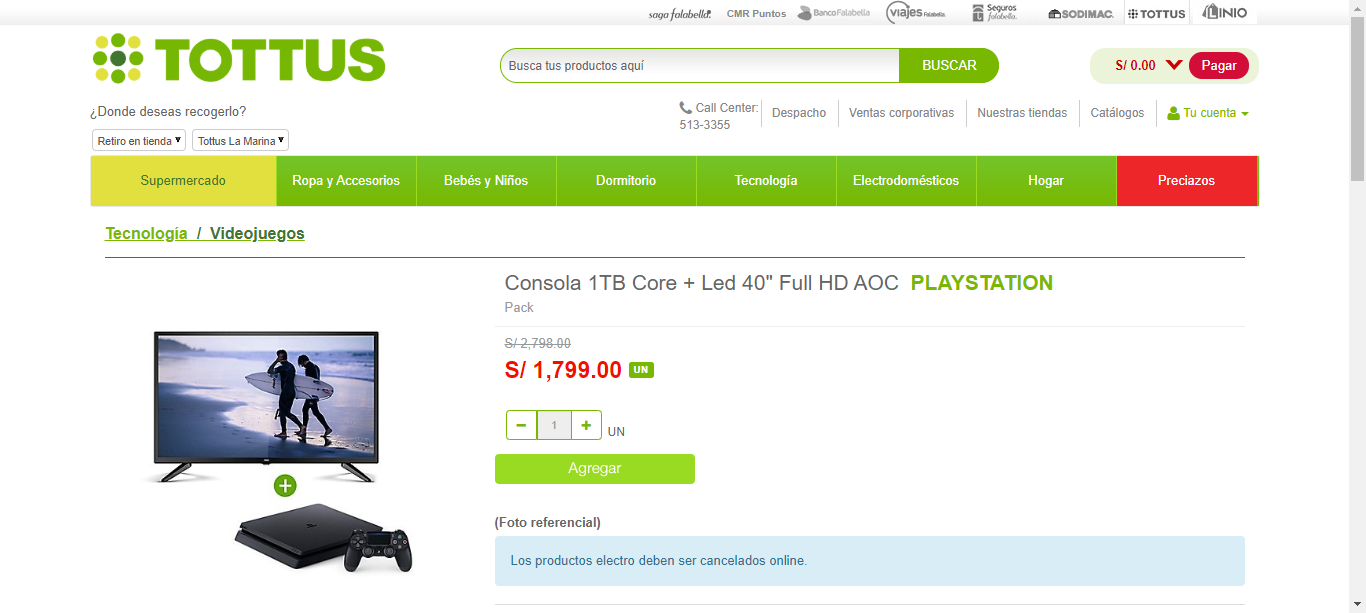 saga falabella. CMR Puntos BancoFalabella viajes Falabella Seguros falabella. SODIMAC. TOTTUS LINIO
TOTTUS
Busca tus productos aquí BUSCAR
S/ 0.00 Pagar
¿Donde deseas recogerlo?
Call Center: 513-3355
Despacho Ventas corporativas Nuestras tiendas Catálogos Tu cuenta
Retiro en tienda Tottus La Marina
Supermercado Ropa y Accesorios Bebés y Niños Dormitorio Tecnología Electrodomésticos Hogar Preciazos
Tecnología / Videojuegos
Consola 1TB Core + Led 40" Full HD AOC PLAYSTATION
Pack
S/ 2,798.00
S/ 1,799.00 UN
− 1 + UN
Agregar
(Foto referencial)
Los productos electro deben ser cancelados online.